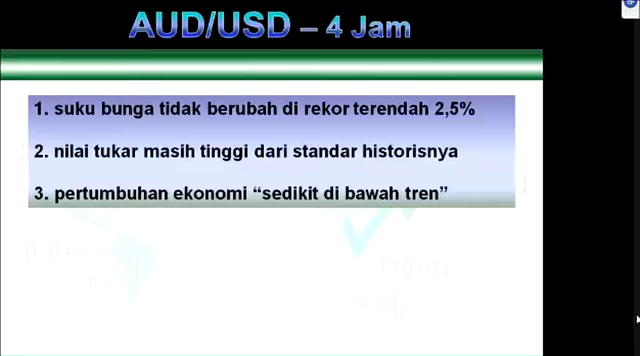 AUD/USD – 4 Jam
1. suku bunga tidak berubah di rekor terendah 2,5%
2. nilai tukar masih tinggi dari standar historisnya
3. pertumbuhan ekonomi “sedikit di bawah tren”